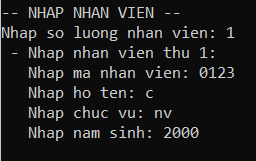 -- NHAP NHAN VIEN --
Nhap so luong nhan vien: 1
- Nhap nhan vien thu 1:
Nhap ma nhan vien: 0123
Nhap ho ten: c
Nhap chuc vu: nv
Nhap nam sinh: 2000